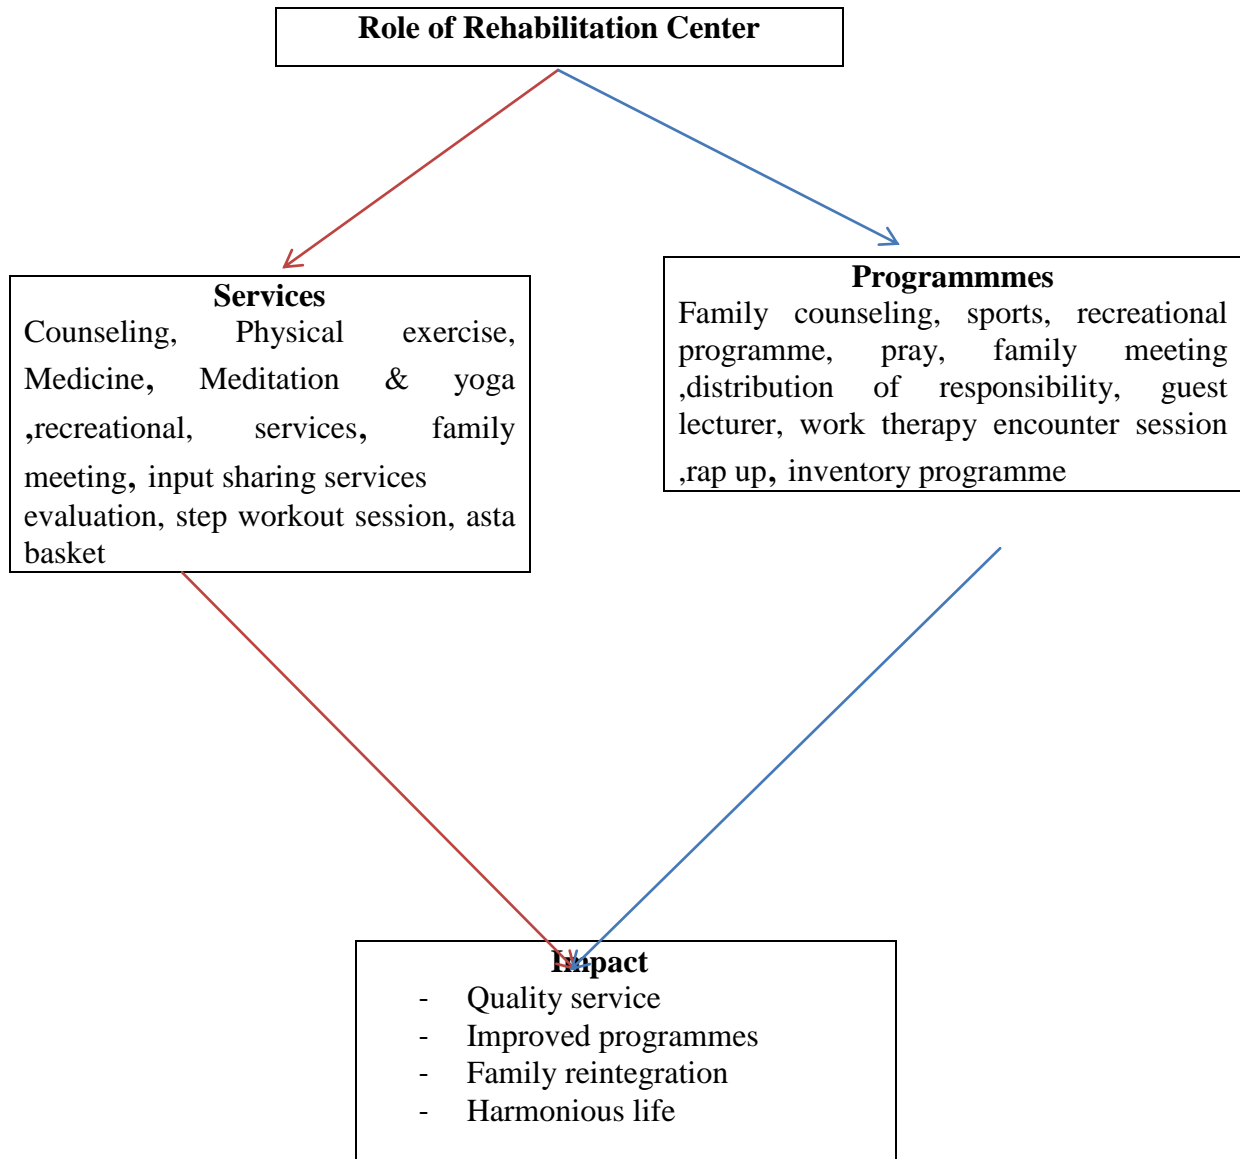 Role of Rehabilitation Center
Services
Counseling, Physical exercise,
Medicine, Meditation & yoga
,recreational, services, family
meeting, input sharing services
evaluation, step workout session, asta
basket
Programmmes
Family counseling, sports, recreational
programme, pray, family meeting
,distribution of responsibility, guest
lecturer, work therapy encounter session
,rap up, inventory programme
Impact
- Quality service
- Improved programmes
- Family reintegration
- Harmonious life